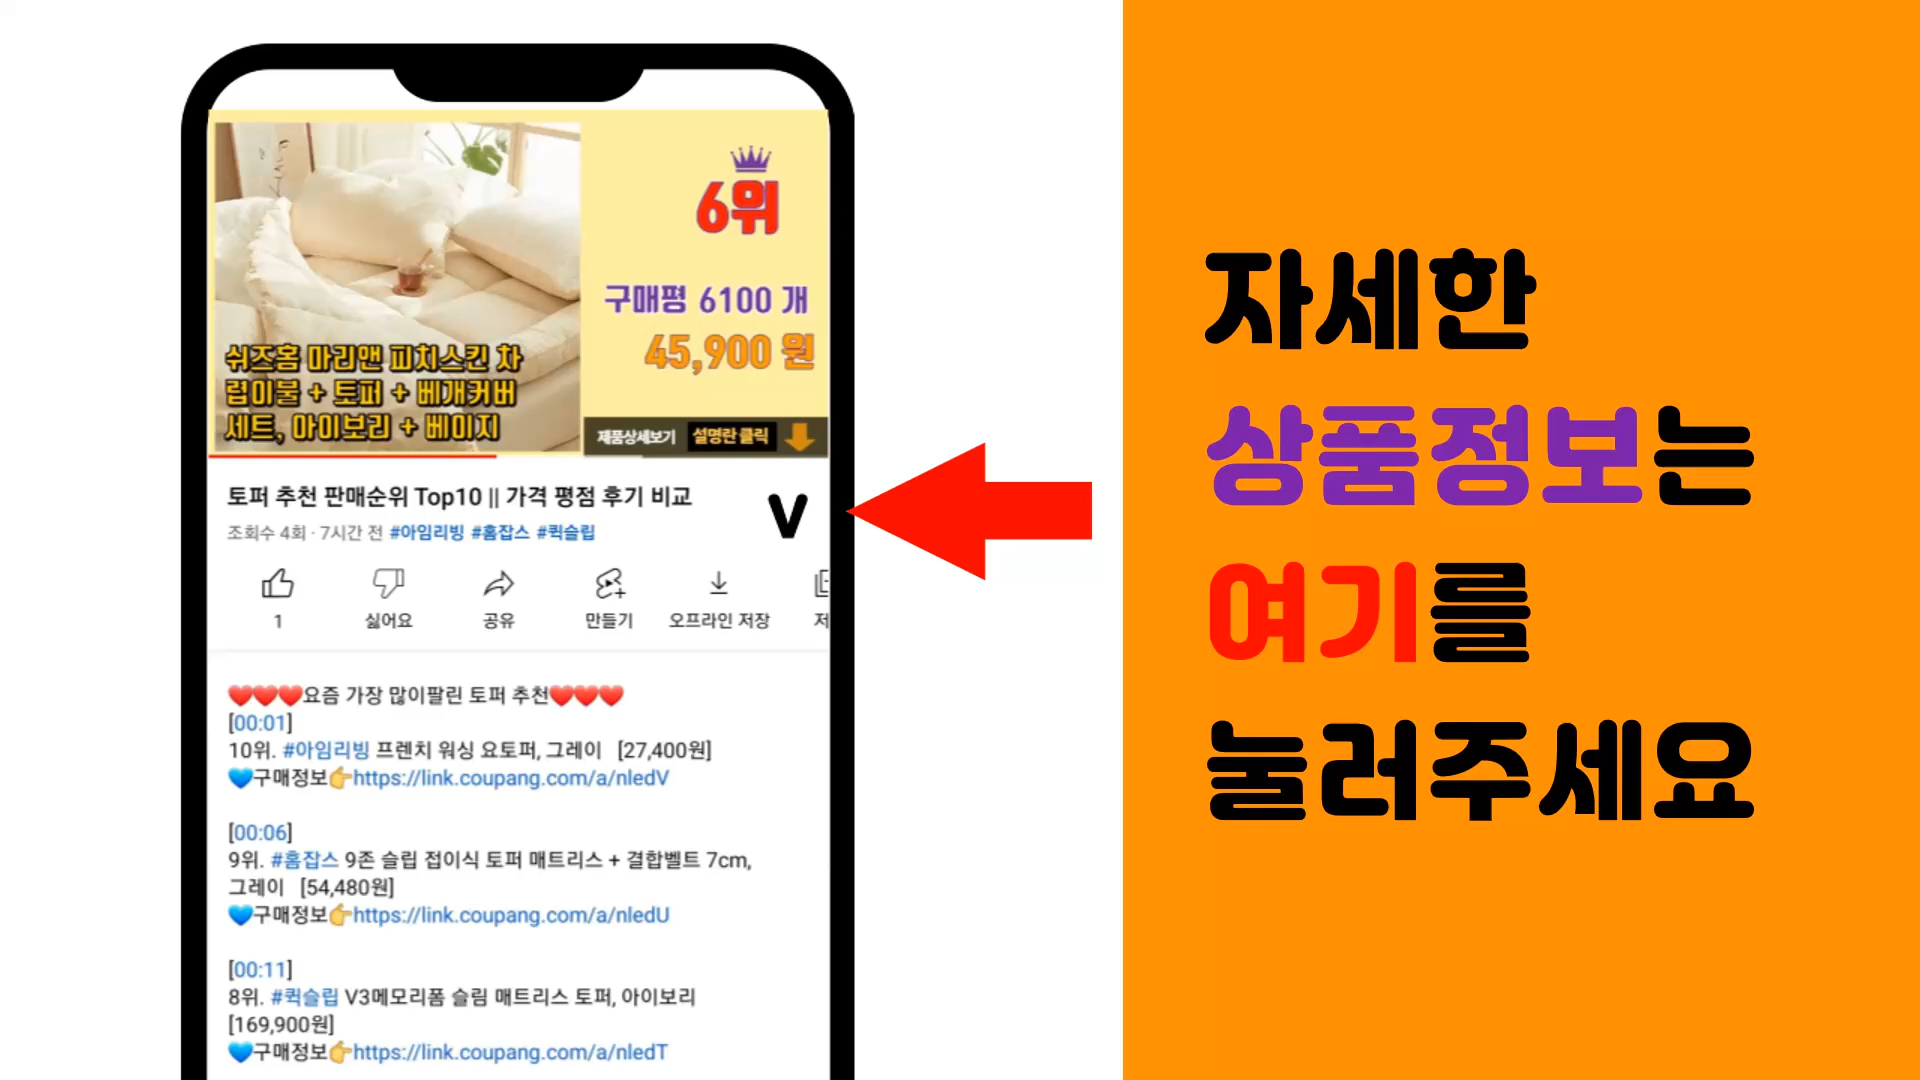 6위
구매평 6100 개
45,900 원
쉬즈홈 마리앤 피치스킨 차
렵이불 + 토퍼 + 베개커버
세트, 아이보리 + 베이지
제품상세보기 설명란 클릭
토퍼 추천 판매순위 Top10 || 가격 평점 후기 비교
V
조회수 4회 · 7시간 전 #아임리빙 #홈잡스 #퀵슬립
1 싫어요 공유 만들기 오프라인 저장 저
❤️❤️❤️요즘 가장 많이팔린 토퍼 추천❤️❤️❤️
[00:01]
10위. #아임리빙 프렌치 워싱 요토퍼, 그레이 [27,400원]
💙구매정보👉https://link.coupang.com/a/nledV
[00:06]
9위. #홈잡스 9존 슬립 접이식 토퍼 매트리스 + 결합벨트 7cm,
그레이 [54,480원]
💙구매정보👉https://link.coupang.com/a/nledU
[00:11]
8위. #퀵슬립 V3메모리폼 슬림 매트리스 토퍼, 아이보리
[169,900원]
💙구매정보👉https://link.coupang.com/a/nledT
자세한
상품정보는
여기를
눌러주세요